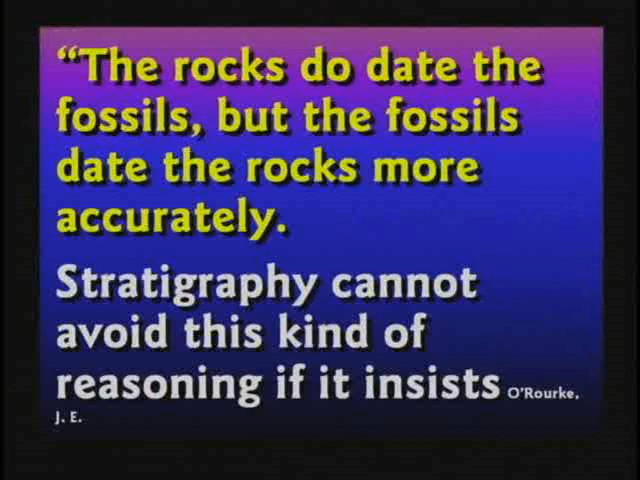 “The rocks do date the
fossils, but the fossils
date the rocks more
accurately.
Stratigraphy cannot
avoid this kind of
reasoning if it insists O'Rourke,
J. E.